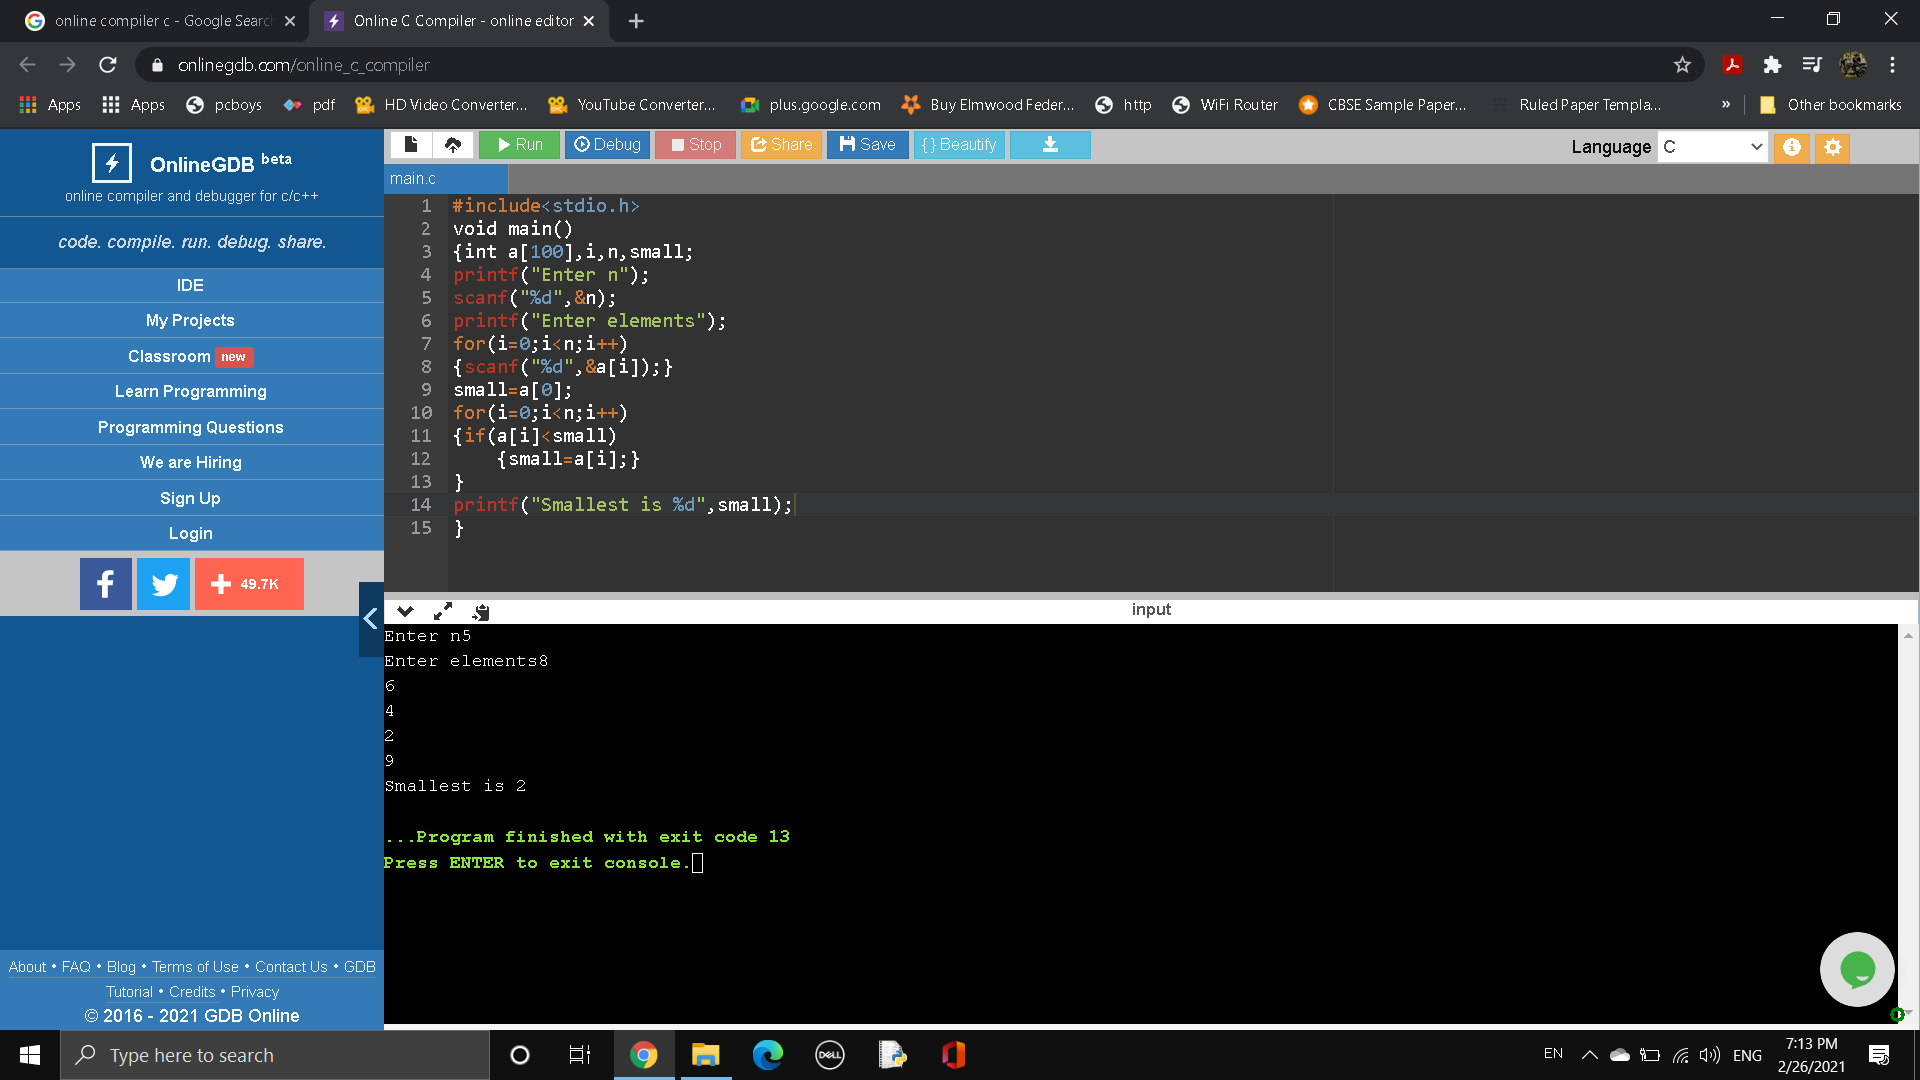 online compiler c - Google Searc
Online C Compiler - online editor
onlinegdb.com/online_c_compiler
Apps Apps pcboys pdf HD Video Converter... YouTube Converter... plus.google.com Buy Elmwood Feder... http WiFi Router CBSE Sample Paper... Ruled Paper Templa... » Other bookmarks
OnlineGDB beta
online compiler and debugger for c/c++
code. compile. run. debug. share.
IDE
My Projects
Classroom new
Learn Programming
Programming Questions
We are Hiring
Sign Up
Login
49.7K
About • FAQ • Blog • Terms of Use • Contact Us • GDB
Tutorial • Credits • Privacy
© 2016 - 2021 GDB Online
Run Debug Stop Share Save {} Beautify
Language C
main.c
1 #include<stdio.h>
2 void main()
3 {int a[100],i,n,small;
4 printf("Enter n");
5 scanf("%d",&n);
6 printf("Enter elements");
7 for(i=0;i<n;i++)
8 {scanf("%d",&a[i]);}
9 small=a[0];
10 for(i=0;i<n;i++)
11 {if(a[i]<small)
12     {small=a[i];}
13 }
14 printf("Smallest is %d",small);
15 }
input
Enter n5
Enter elements8
6
4
2
9
Smallest is 2
...Program finished with exit code 13
Press ENTER to exit console.
Type here to search
DELL
EN
ENG
7:13 PM
2/26/2021